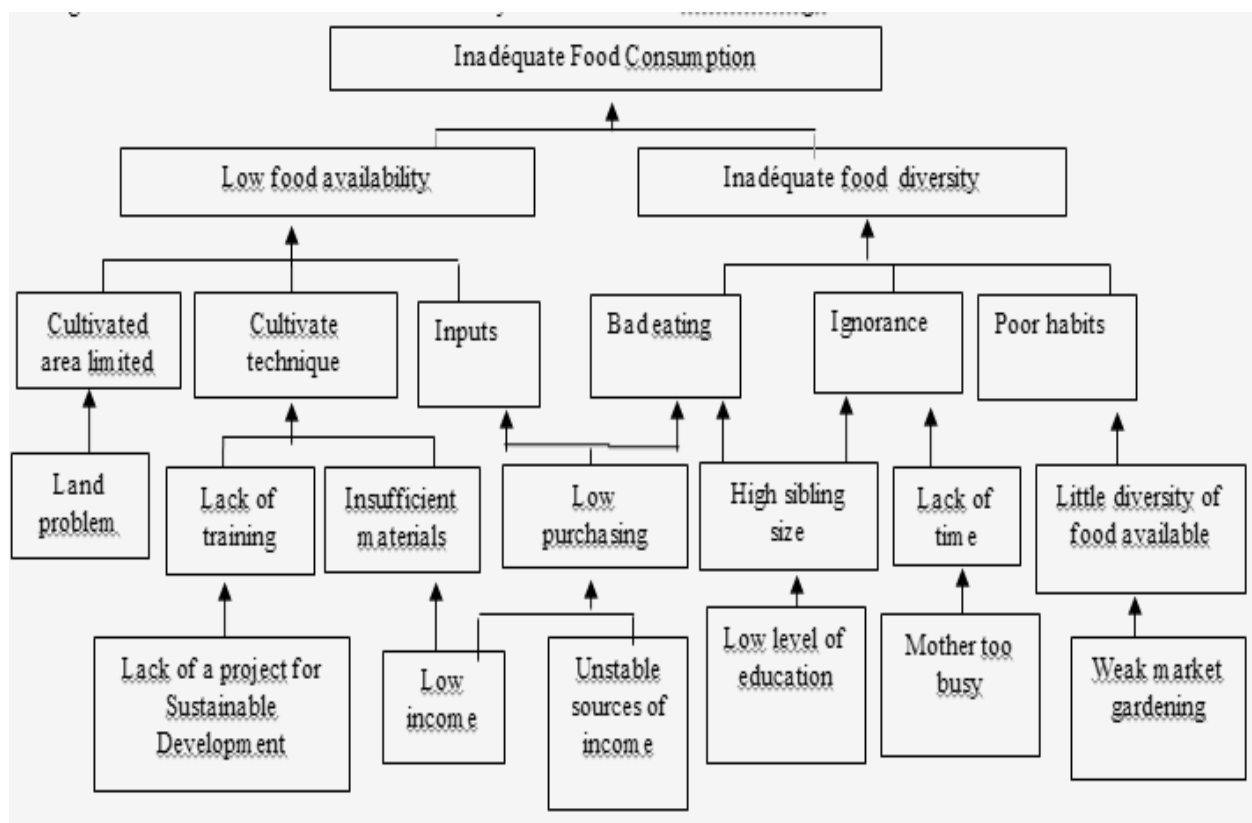 Inadéquate Food Consumption
Low food availability
Inadéquate food diversity
Cultivated
area limited
Cultivate
technique
Inputs
Bad eating
Ignorance
Poor habits
Land
problem
Lack of
training
Insufficient
materials
Low
purchasing
High sibling
size
Lack of
time
Little diversity of
food available
Lack of a project for
Sustainable
Development
Low
income
Unstable
sources of
income
Low level of
education
Mother too
busy
Weak market
gardening